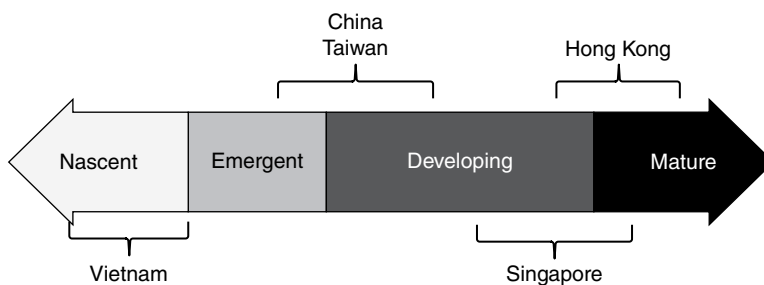 China
Taiwan
Hong Kong
Nascent
Emergent
Developing
Mature
Vietnam
Singapore